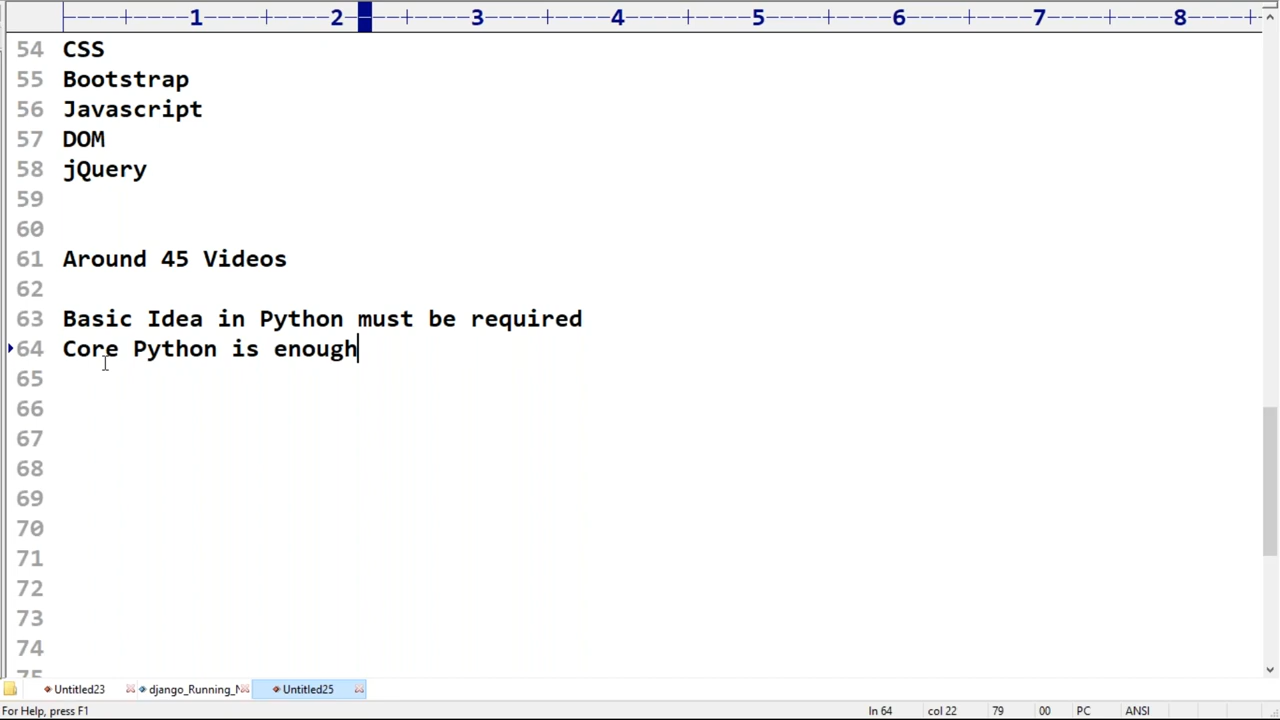 1 2 3 4 5 6 7 8
54 CSS
55 Bootstrap
56 Javascript
57 DOM
58 jQuery
59
60
61 Around 45 Videos
62
63 Basic Idea in Python must be required
64 Core Python is enough
65
66
67
68
69
70
71
72
73
74
75
Untitled23 django_Running_N Untitled25
For Help, press F1 ln 64 col 22 79 00 PC ANSI